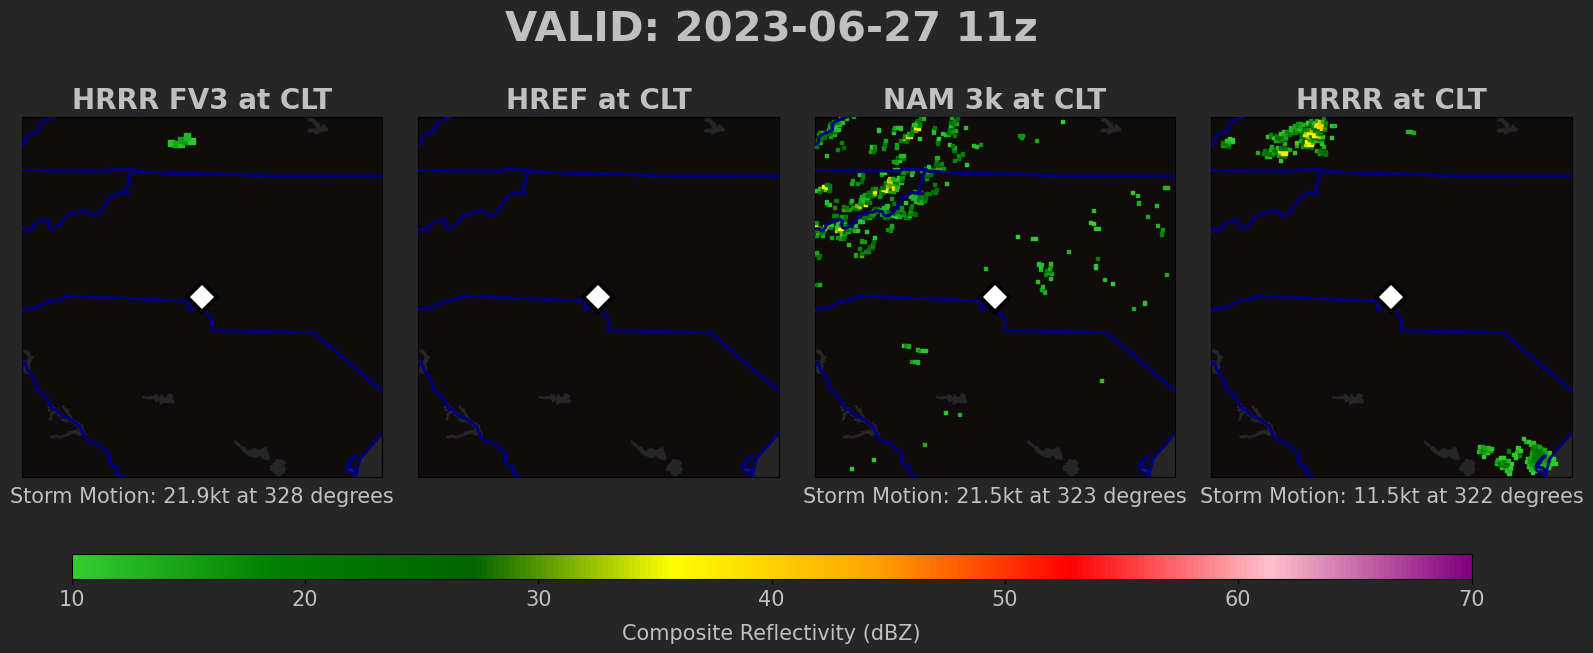 VALID: 2023-06-27 11z
HRRR FV3 at CLT
HREF at CLT
NAM 3k at CLT
HRRR at CLT
Storm Motion: 21.9kt at 328 degrees
Storm Motion: 21.5kt at 323 degrees
Storm Motion: 11.5kt at 322 degrees
10 20 30 40 50 60 70
Composite Reflectivity (dBZ)